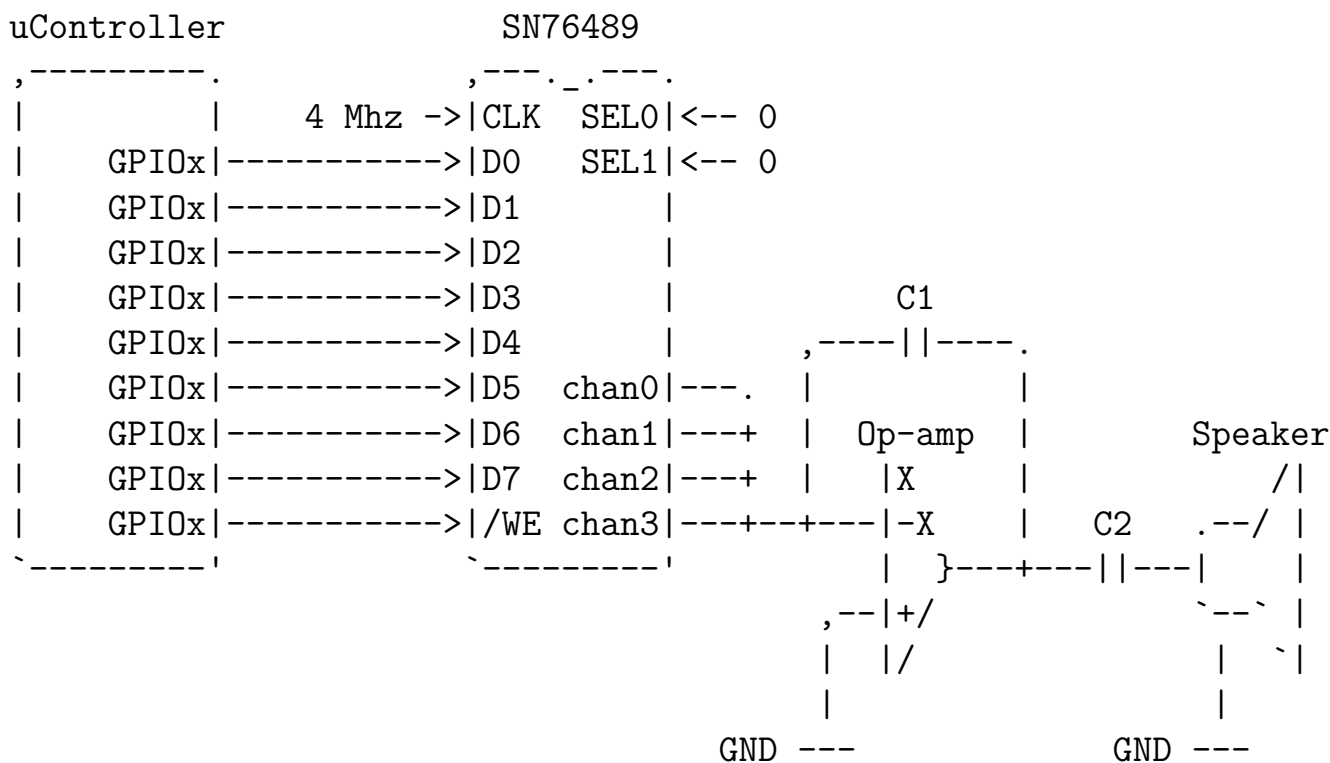 uController SN76489
,---------. ,---._.---.
| | 4 Mhz ->|CLK SEL0|<-- 0
| GPIOx|----------->|D0 SEL1|<-- 0
| GPIOx|----------->|D1 |
| GPIOx|----------->|D2 |
| GPIOx|----------->|D3 | C1
| GPIOx|----------->|D4 | ,----||----.
| GPIOx|----------->|D5 chan0|---. | |
| GPIOx|----------->|D6 chan1|---+ | Op-amp | Speaker
| GPIOx|----------->|D7 chan2|---+ | |X | /|
| GPIOx|----------->|/WE chan3|---+--+---|-X | C2 .--/ |
`---------' `---------' | }---+---||---| |
,--|+/ `--` |
| |/ | `|
| |
GND --- GND ---